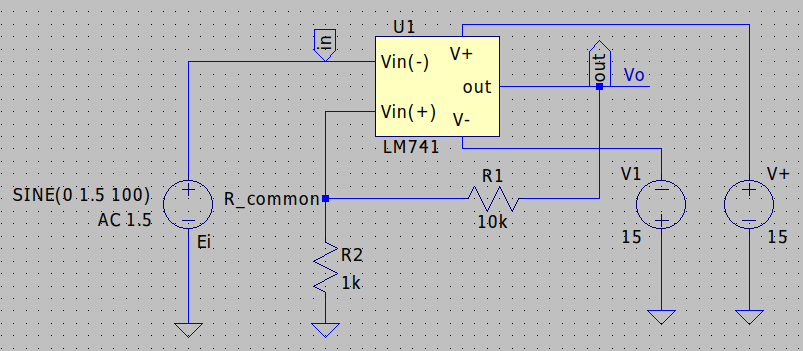 U1
in
Vin(-)
V+
out
out
Vo
Vin(+)
V-
LM741
R1
V1
V+
SINE(0 1.5 100)
R_common
AC 1.5
10k
Ei
15
15
R2
1k